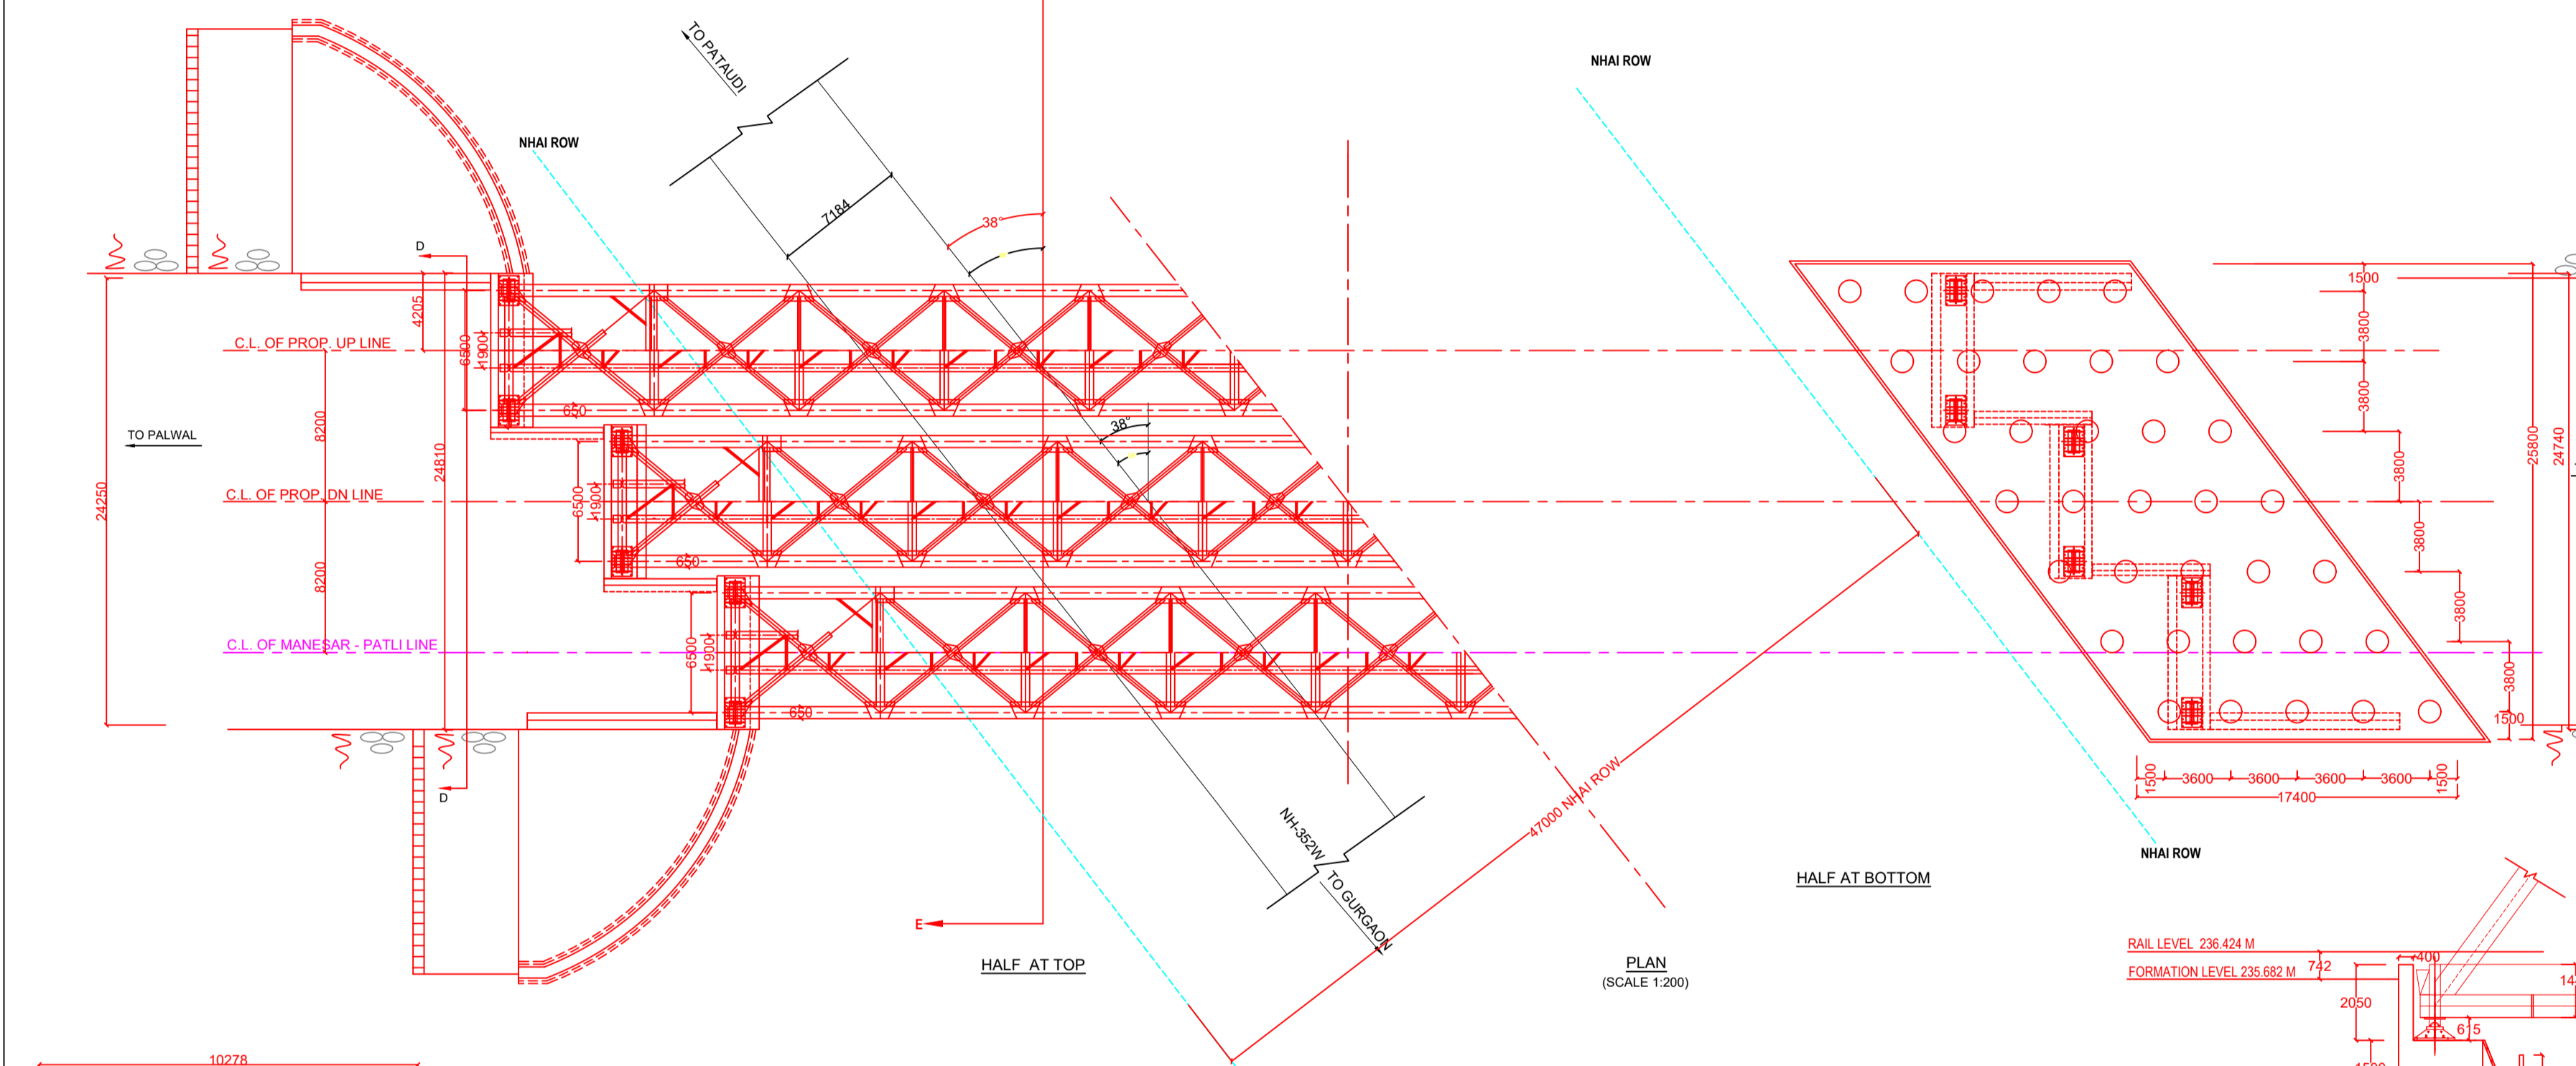 TO PATAUDI
NHAI ROW
NHAI ROW
7184
38°
D
4205
6500
1900
C.L. OF PROP. UP LINE
650
TO PALWAL
8200
24810
24250
C.L. OF PROP. DN LINE
38°
6500
1900
650
8200
C.L. OF MANESAR - PATLI LINE
6500
1900
650
D
E
HALF AT TOP
NH-352W
TO GURGAON
47000 NHAI ROW
PLAN
(SCALE 1:200)
HALF AT BOTTOM
NHAI ROW
1500
3800
3800
3800
3800
3800
3800
1500
25800
24740
1500
3600
3600
3600
3600
1500
17400
RAIL LEVEL 236.424 M
FORMATION LEVEL 235.682 M
742
400
2050
615
10278